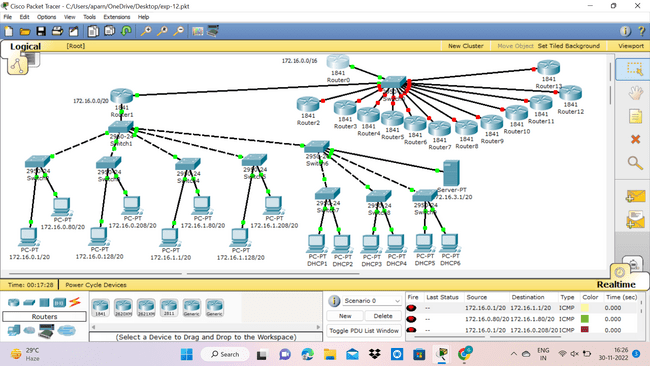 Cisco Packet Tracer - C:/Users/aparn/OneDrive/Desktop/exp-12.pkt
File Edit Options View Tools Extensions Help
Logical [Root] New Cluster Move Object Set Tiled Background Viewport
172.16.0.0/16
1841
Router0
1841
Router13
172.16.0.0/20
1841
Router1
1841
Router2
1841
Router3
1841
Router4
1841
Router5
1841
Router6
1841
Router7
1841
Router8
1841
Router9
1841
Router10
1841
Router11
1841
Router12
2950-24
Switch1
2950-24
2950-24
2950-24
2950-24
Switch6
Server-PT
172.16.3.1/20
PC-PT
172.16.0.1/20
PC-PT
172.16.0.80/20
PC-PT
172.16.0.128/20
PC-PT
172.16.0.208/20
PC-PT
172.16.1.1/20
PC-PT
172.16.1.80/20
PC-PT
172.16.1.128/20
PC-PT
172.16.1.208/20
PC-PT
DHCP1
PC-PT
DHCP2
PC-PT
DHCP3
PC-PT
DHCP4
PC-PT
DHCP5
PC-PT
DHCP6
Time: 00:17:28 Power Cycle Devices Realtime
Routers
1841 2620XM 2621XM 2811 Generic Generic
(Select a Device to Drag and Drop to the Workspace)
Scenario 0
New Delete
Toggle PDU List Window
Fire Last Status Source Destination Type Color Time (sec)
-- 172.16.0.1/20 172.16.1.1/20 ICMP 0.000
-- 172.16.0.80/20 172.16.1.80/20 ICMP 0.000
-- 172.16.0.1/20 172.16.0.208/20 ICMP 0.000
29°C
Haze
Search
ENG
IN
16:26
30-11-2022